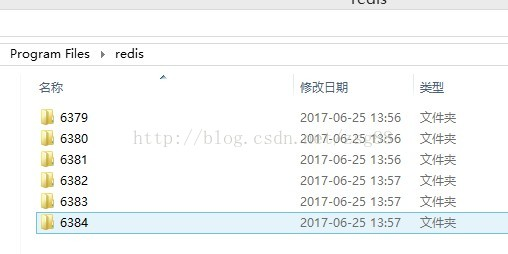 redis
Program Files redis
名称 修改日期 类型
6379 2017-06-25 13:56 文件夹
6380 2017-06-25 13:56 文件夹
6381 2017-06-25 13:56 文件夹
6382 2017-06-25 13:57 文件夹
6383 2017-06-25 13:57 文件夹
6384 2017-06-25 13:57 文件夹
http://blog.csdn.net/